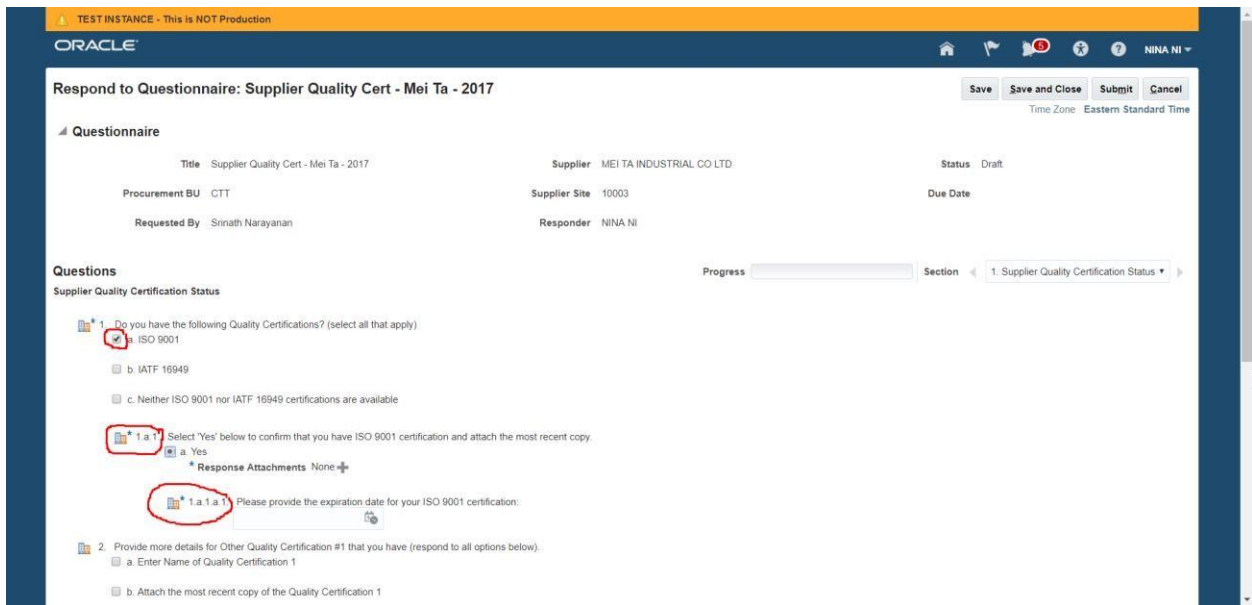 TEST INSTANCE - This is NOT Production
ORACLE
5
NINA NI
Respond to Questionnaire: Supplier Quality Cert - Mei Ta - 2017
Save Save and Close Submit Cancel
Time Zone Eastern Standard Time
Questionnaire
Title Supplier Quality Cert - Mei Ta - 2017 Supplier MEI TA INDUSTRIAL CO LTD Status Draft
Procurement BU CTT Supplier Site 10003 Due Date
Requested By Srinath Narayanan Responder NINA NI
Questions Progress Section 1. Supplier Quality Certification Status
Supplier Quality Certification Status
* 1. Do you have the following Quality Certifications? (select all that apply)
a. ISO 9001
b. IATF 16949
c. Neither ISO 9001 nor IATF 16949 certifications are available
* 1.a.1. Select 'Yes' below to confirm that you have ISO 9001 certification and attach the most recent copy.
a. Yes
* Response Attachments None
* 1.a.1.a.1. Please provide the expiration date for your ISO 9001 certification:
2. Provide more details for Other Quality Certification #1 that you have (respond to all options below).
a. Enter Name of Quality Certification 1
b. Attach the most recent copy of the Quality Certification 1